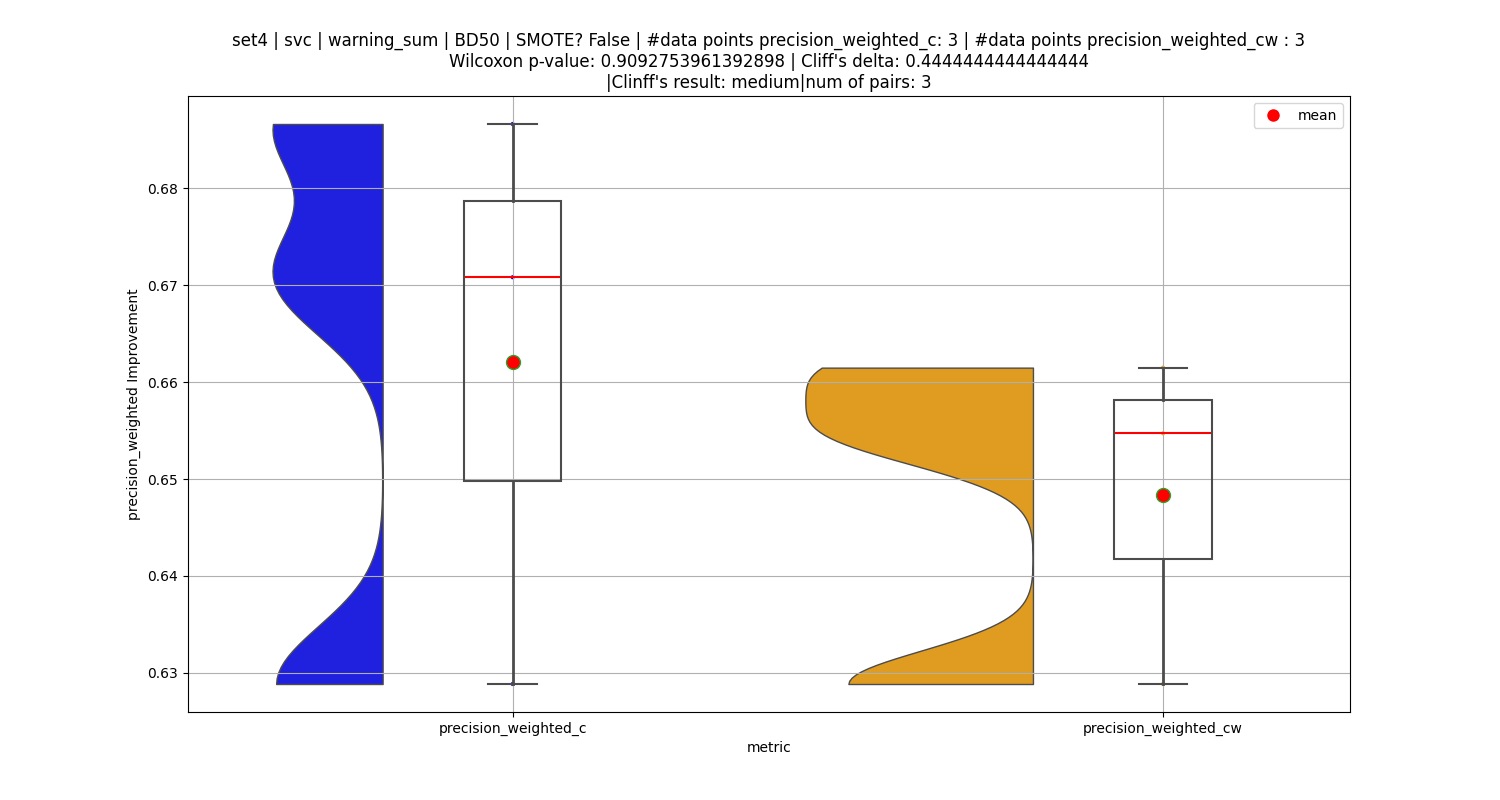 set4 | svc | warning_sum | BD50 | SMOTE? False | #data points precision_weighted_c: 3 | #data points precision_weighted_cw : 3
Wilcoxon p-value: 0.9092753961392898 | Cliff's delta: 0.4444444444444444
|Clinff's result: medium|num of pairs: 3
mean
0.68
0.67
0.66
0.65
0.64
0.63
precision_weighted Improvement
precision_weighted_c
precision_weighted_cw
metric